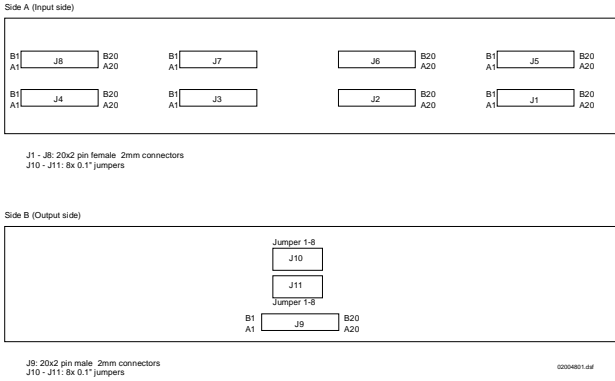 Side A (Input side)
B1 J8 B20 B1 J7 J6 B20 B1 J5 B20
A1 A20 A1 A20 A1 A20
B1 J4 B20 B1 J3 J2 B20 B1 J1 B20
A1 A20 A1 A20 A1 A20
J1 - J8: 20x2 pin female 2mm connectors
J10 - J11: 8x 0.1" jumpers
Side B (Output side)
Jumper 1-8
J10
J11
Jumper 1-8
B1 J9 B20
A1 A20
J9: 20x2 pin male 2mm connectors
J10 - J11: 8x 0.1" jumpers
02004801.dsf